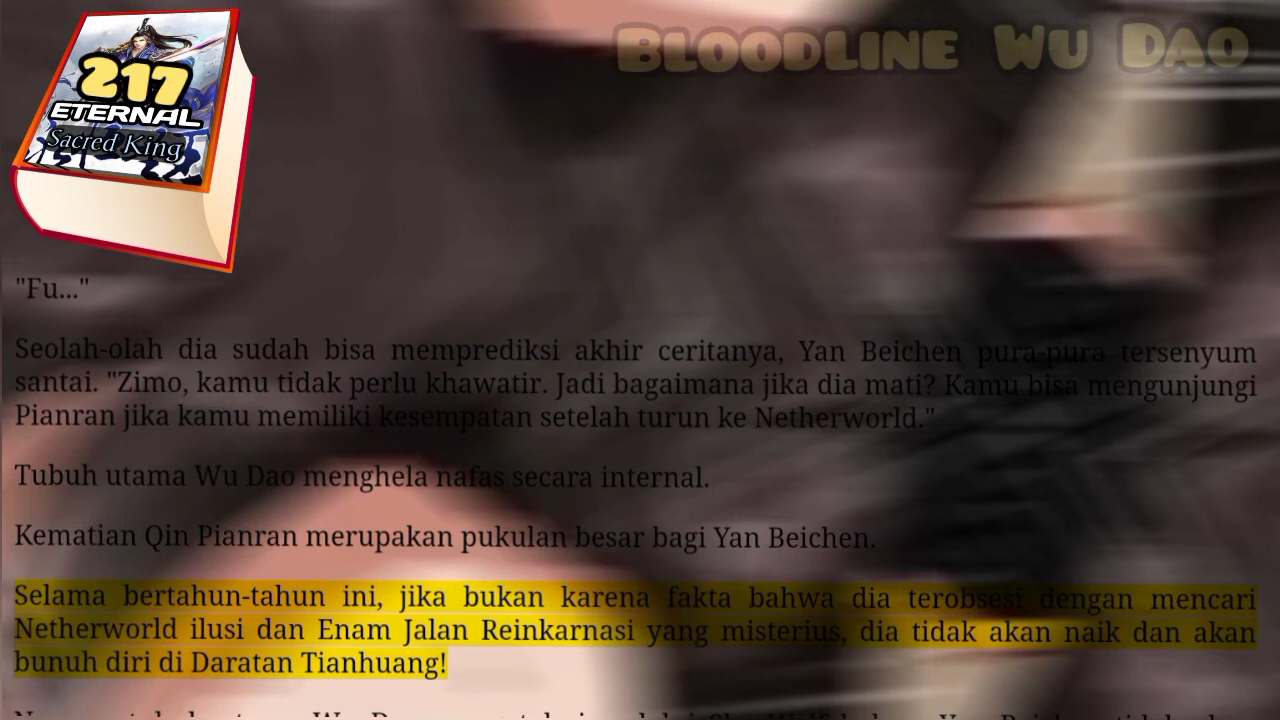 BLOODLINE WU DAO
217
ETERNAL
Sacred King
"Fu..."
Seolah-olah dia sudah bisa memprediksi akhir ceritanya, Yan Beichen pura-pura tersenyum
santai. "Zimo, kamu tidak perlu khawatir. Jadi bagaimana jika dia mati? Kamu bisa mengunjungi
Pianran jika kamu memiliki kesempatan setelah turun ke Netherworld."
Tubuh utama Wu Dao menghela nafas secara internal.
Kematian Qin Pianran merupakan pukulan besar bagi Yan Beichen.
Selama bertahun-tahun ini, jika bukan karena fakta bahwa dia terobsesi dengan mencari
Netherworld ilusi dan Enam Jalan Reinkarnasi yang misterius, dia tidak akan naik dan akan
bunuh diri di Daratan Tianhuang!